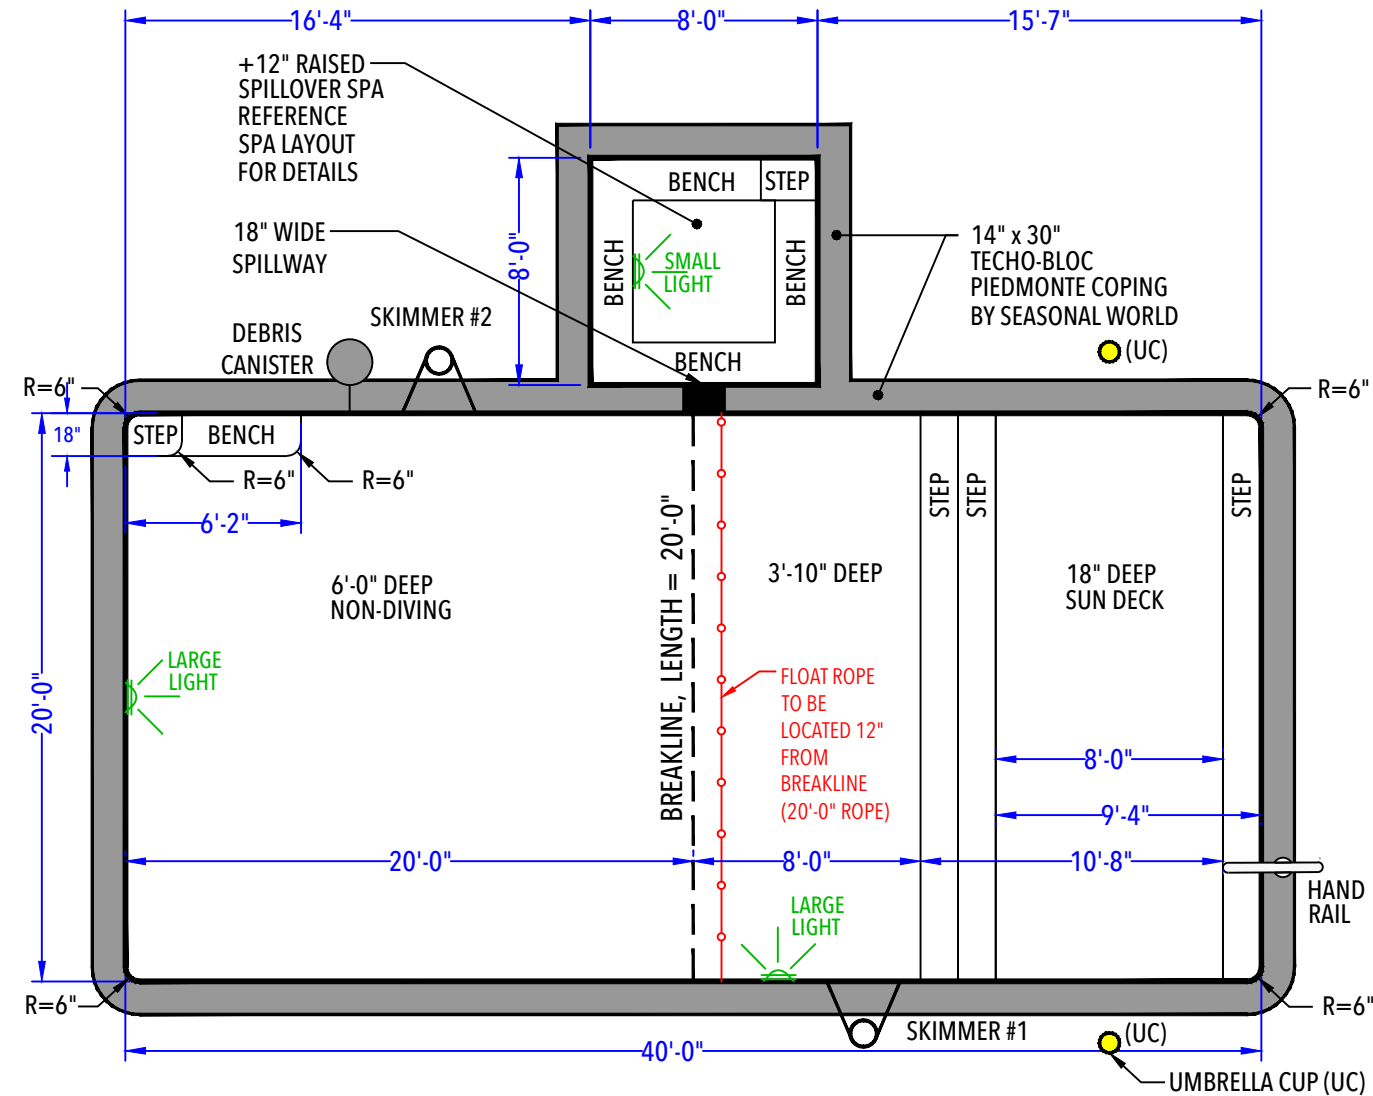 16'-4"
8'-0"
15'-7"
+12" RAISED
SPILLOVER SPA
REFERENCE
SPA LAYOUT
FOR DETAILS
BENCH
STEP
18" WIDE
SPILLWAY
8'-0"
BENCH
SMALL
LIGHT
BENCH
14" x 30"
TECHO-BLOC
PIEDMONTE COPING
BY SEASONAL WORLD
(UC)
SKIMMER #2
DEBRIS
CANISTER
BENCH
R=6"
R=6"
18"
STEP
BENCH
R=6"
R=6"
6'-2"
STEP
STEP
STEP
BREAKLINE, LENGTH = 20'-0"
6'-0" DEEP
NON-DIVING
3'-10" DEEP
18" DEEP
SUN DECK
LARGE
LIGHT
20'-0"
FLOAT ROPE
TO BE
LOCATED 12"
FROM
BREAKLINE
(20'-0" ROPE)
8'-0"
9'-4"
20'-0"
8'-0"
10'-8"
HAND
RAIL
LARGE
LIGHT
R=6"
R=6"
SKIMMER #1
(UC)
40'-0"
UMBRELLA CUP (UC)